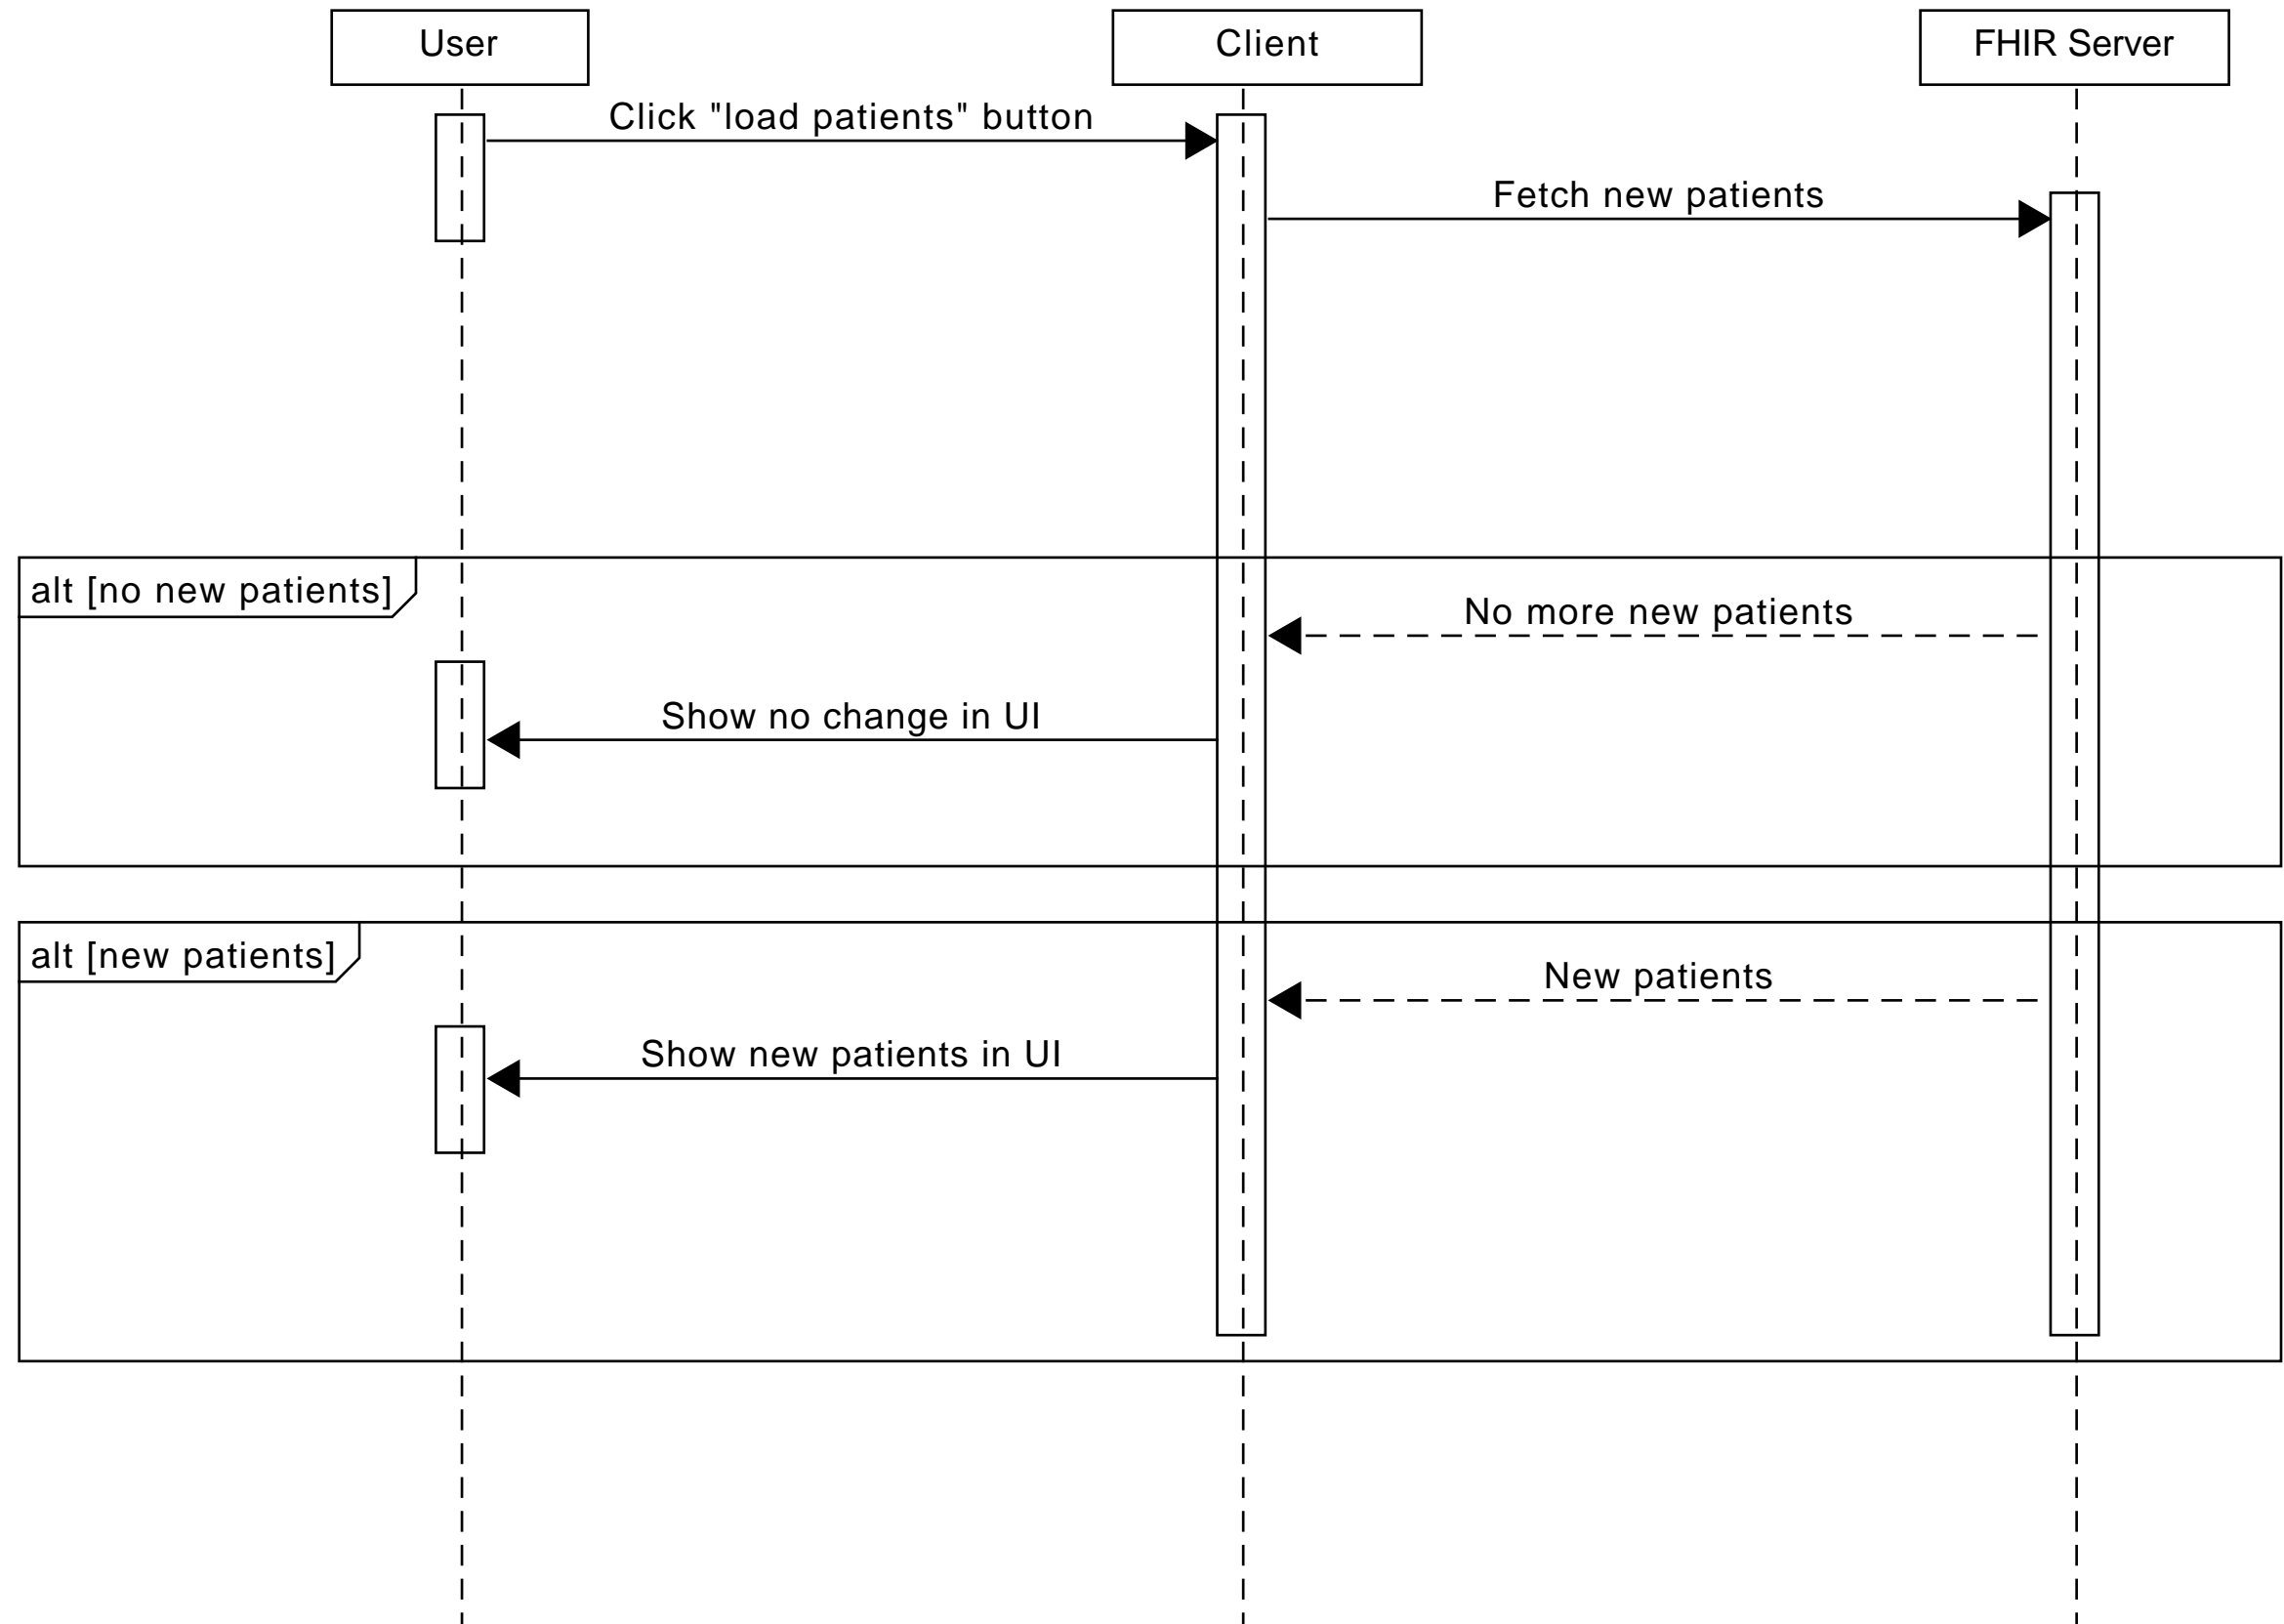 User
Client
FHIR Server
Click "load patients" button
Fetch new patients
alt [no new patients]
No more new patients
Show no change in UI
alt [new patients]
New patients
Show new patients in UI